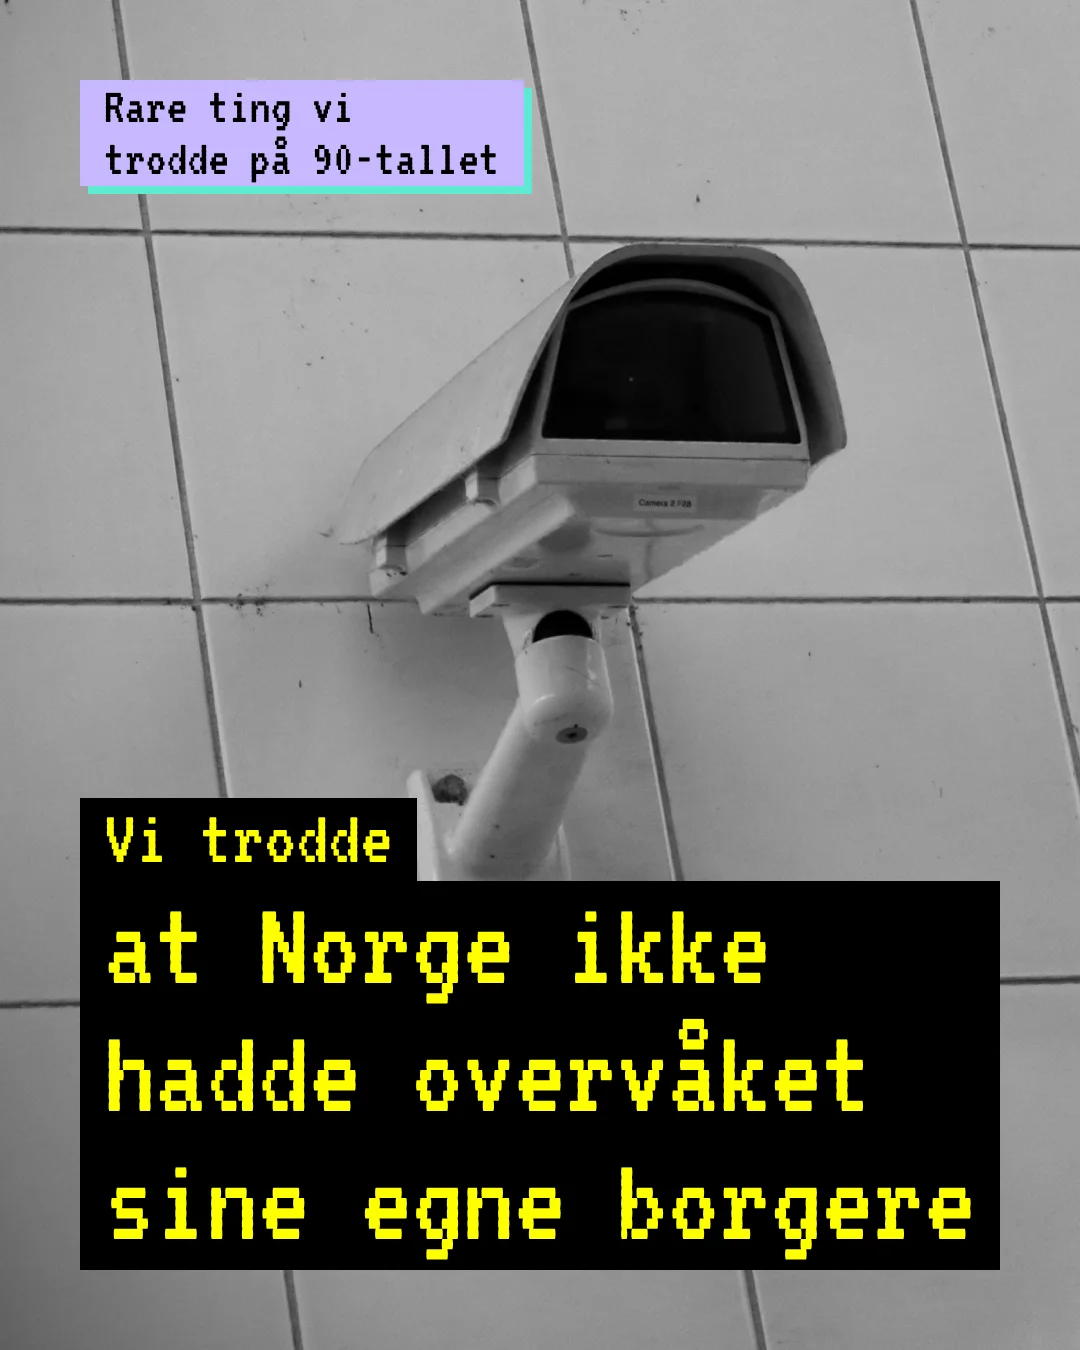 Rare ting vi
trodde på 90-tallet
Vi trodde
at Norge ikke
hadde overvåket
sine egne borgere